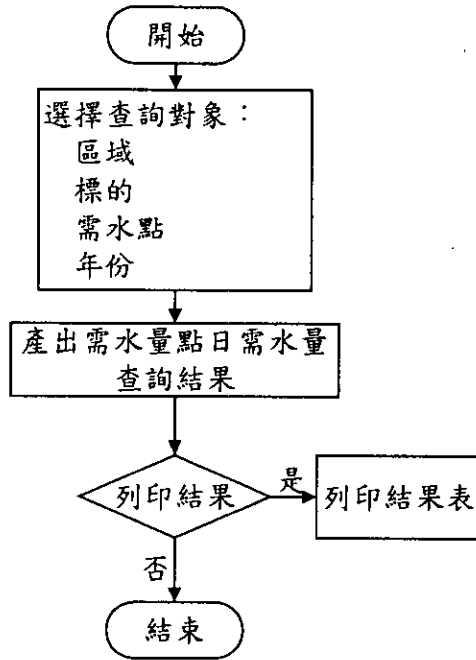 開始
選擇查詢對象：
區域
標的
需水點
年份
產出需水量點日需水量
查詢結果
列印結果
是
列印結果表
否
結束